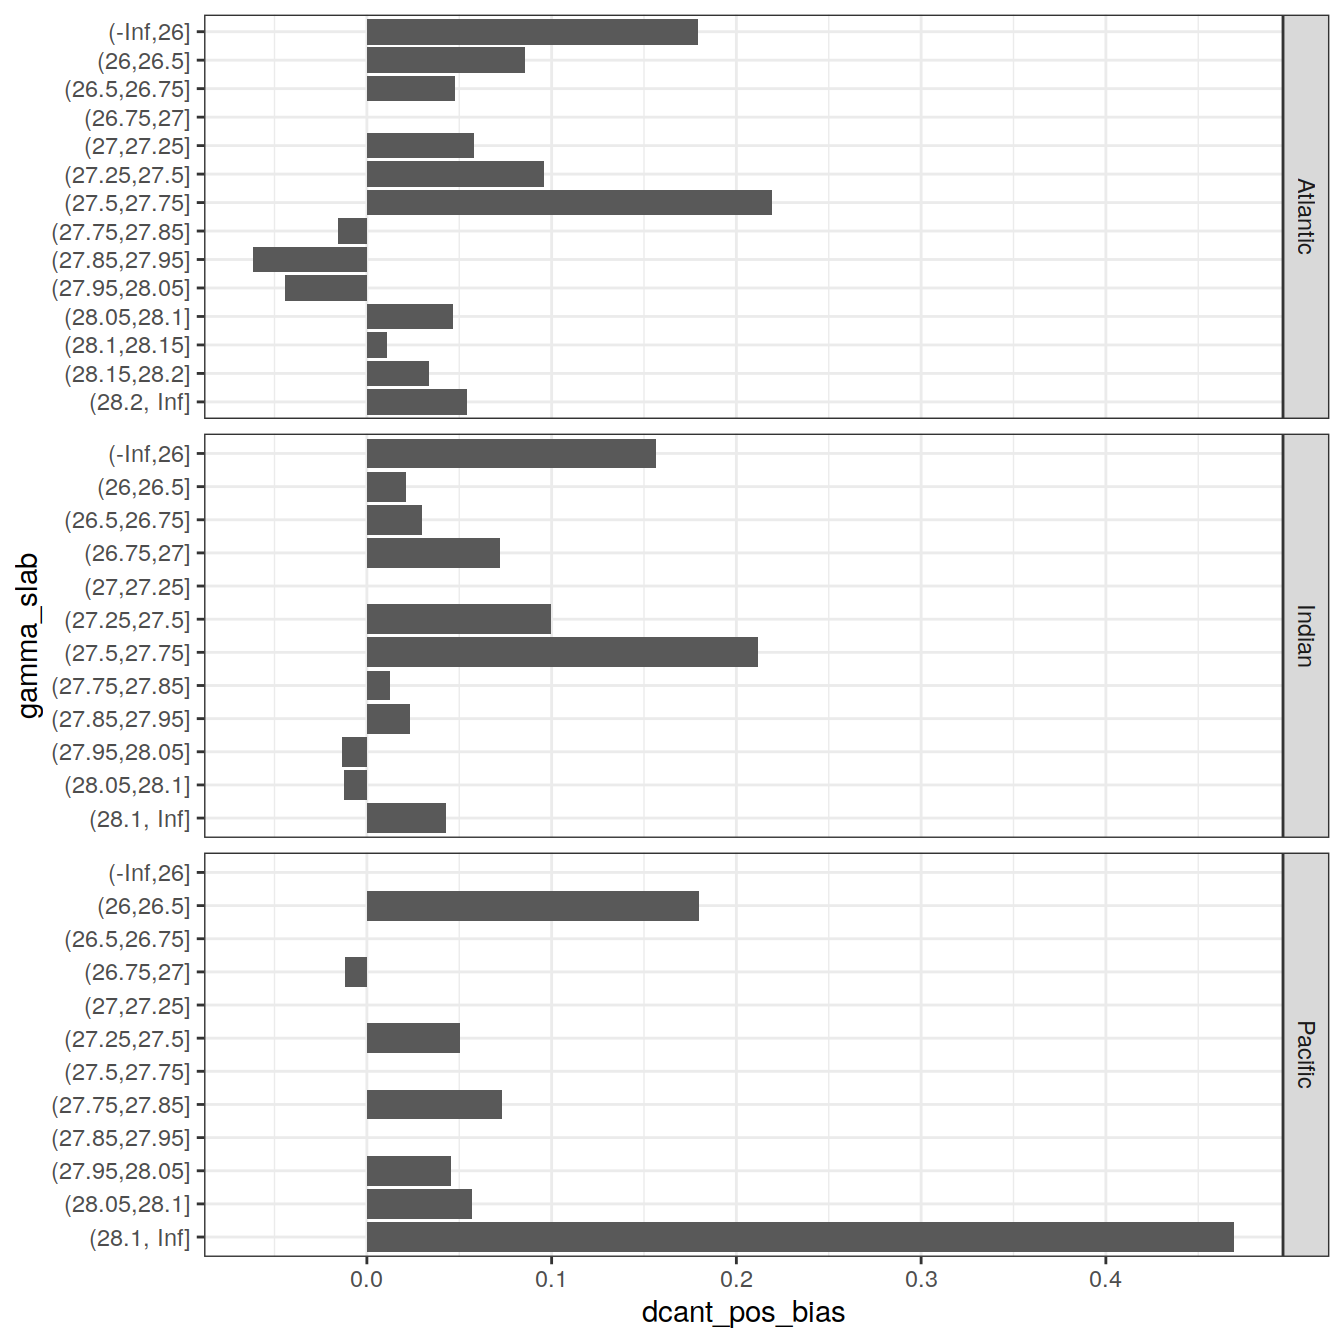 (-Inf,26]
(26,26.5]
(26.5,26.75]
(26.75,27]
(27,27.25]
(27.25,27.5]
(27.5,27.75]
(27.75,27.85]
(27.85,27.95]
(27.95,28.05]
(28.05,28.1]
(28.1,28.15]
(28.15,28.2]
(28.2, Inf]
Atlantic
(-Inf,26]
(26,26.5]
(26.5,26.75]
(26.75,27]
(27,27.25]
(27.25,27.5]
(27.5,27.75]
(27.75,27.85]
(27.85,27.95]
(27.95,28.05]
(28.05,28.1]
(28.1, Inf]
Indian
gamma_slab
(-Inf,26]
(26,26.5]
(26.5,26.75]
(26.75,27]
(27,27.25]
(27.25,27.5]
(27.5,27.75]
(27.75,27.85]
(27.85,27.95]
(27.95,28.05]
(28.05,28.1]
(28.1, Inf]
Pacific
0.0 0.1 0.2 0.3 0.4
dcant_pos_bias